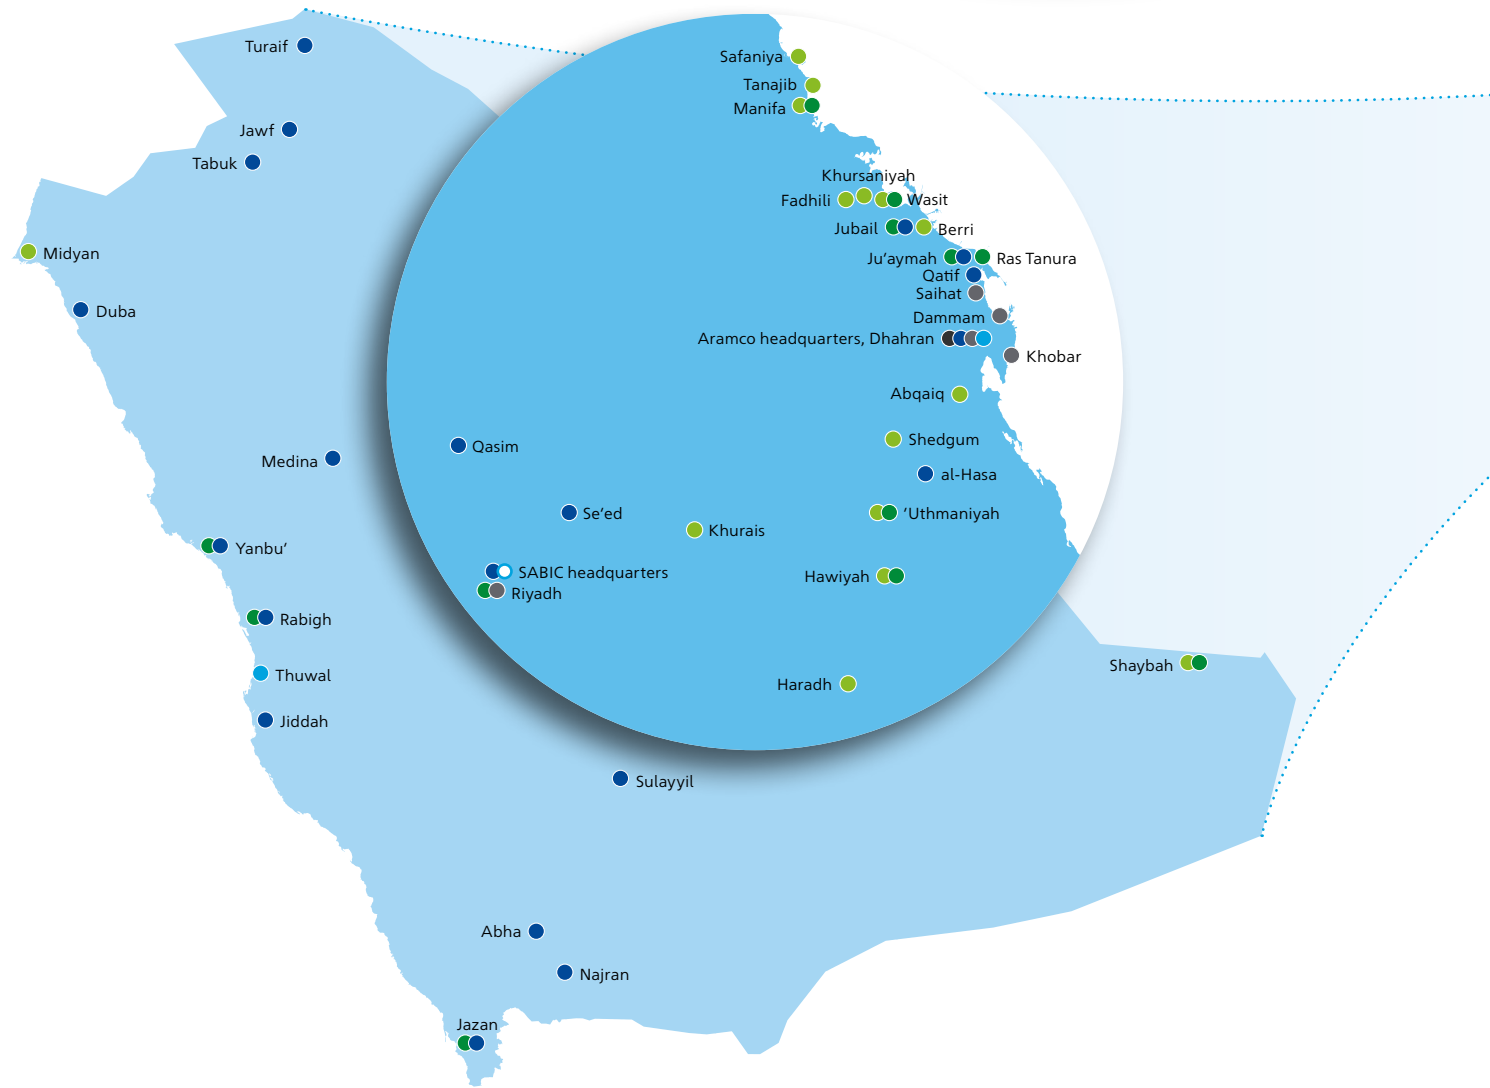 Turaif
Safaniya
Tanajib
Manifa
Jawf
Tabuk
Khursaniyah
Fadhili
Wasit
Jubail
Berri
Midyan
Ju‘aymah
Ras Tanura
Qatif
Saihat
Duba
Dammam
Aramco headquarters, Dhahran
Khobar
Abqaiq
Shedgum
Qasim
Medina
al-Hasa
Se‘ed
‘Uthmaniyah
Khurais
Yanbu’
SABIC headquarters
Hawiyah
Riyadh
Rabigh
Shaybah
Thuwal
Haradh
Jiddah
Sulayyil
Abha
Najran
Jazan